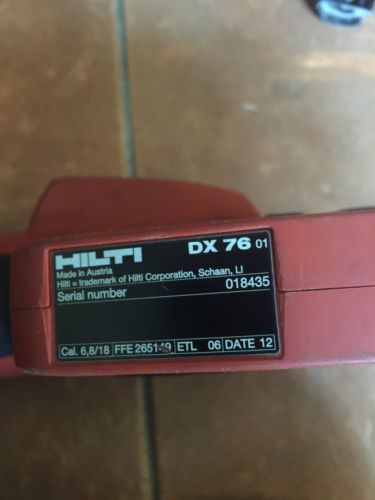 HILTI DX 76 01
Made in Austria
Hilti = trademark of Hilti Corporation, Schaan, LI
Serial number 018435
Cal. 6,8/18 FFE 265149 ETL 06 DATE 12